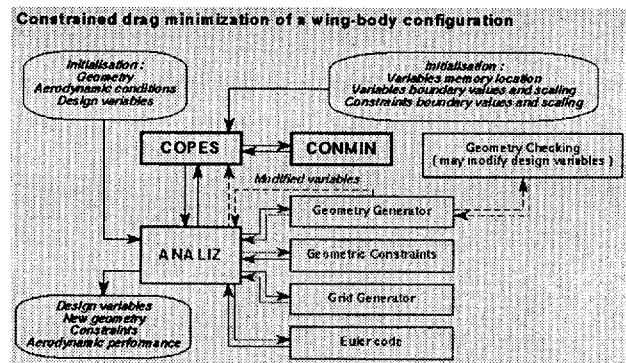 Constrained drag minimization of a wing-body configuration
Initialisation :
Geometry
Aerodynamic conditions
Design variables
Initialisation :
Variables memory location
Variables boundary values and scaling
Constraints boundary values and scaling
COPES
CONMIN
Geometry Checking
( may modify design variables )
Modified variables
Geometry Generator
ANALIZ
Geometric Constraints
Grid Generator
Euler code
Design variables
New geometry
Constraints
Aerodynamic performance